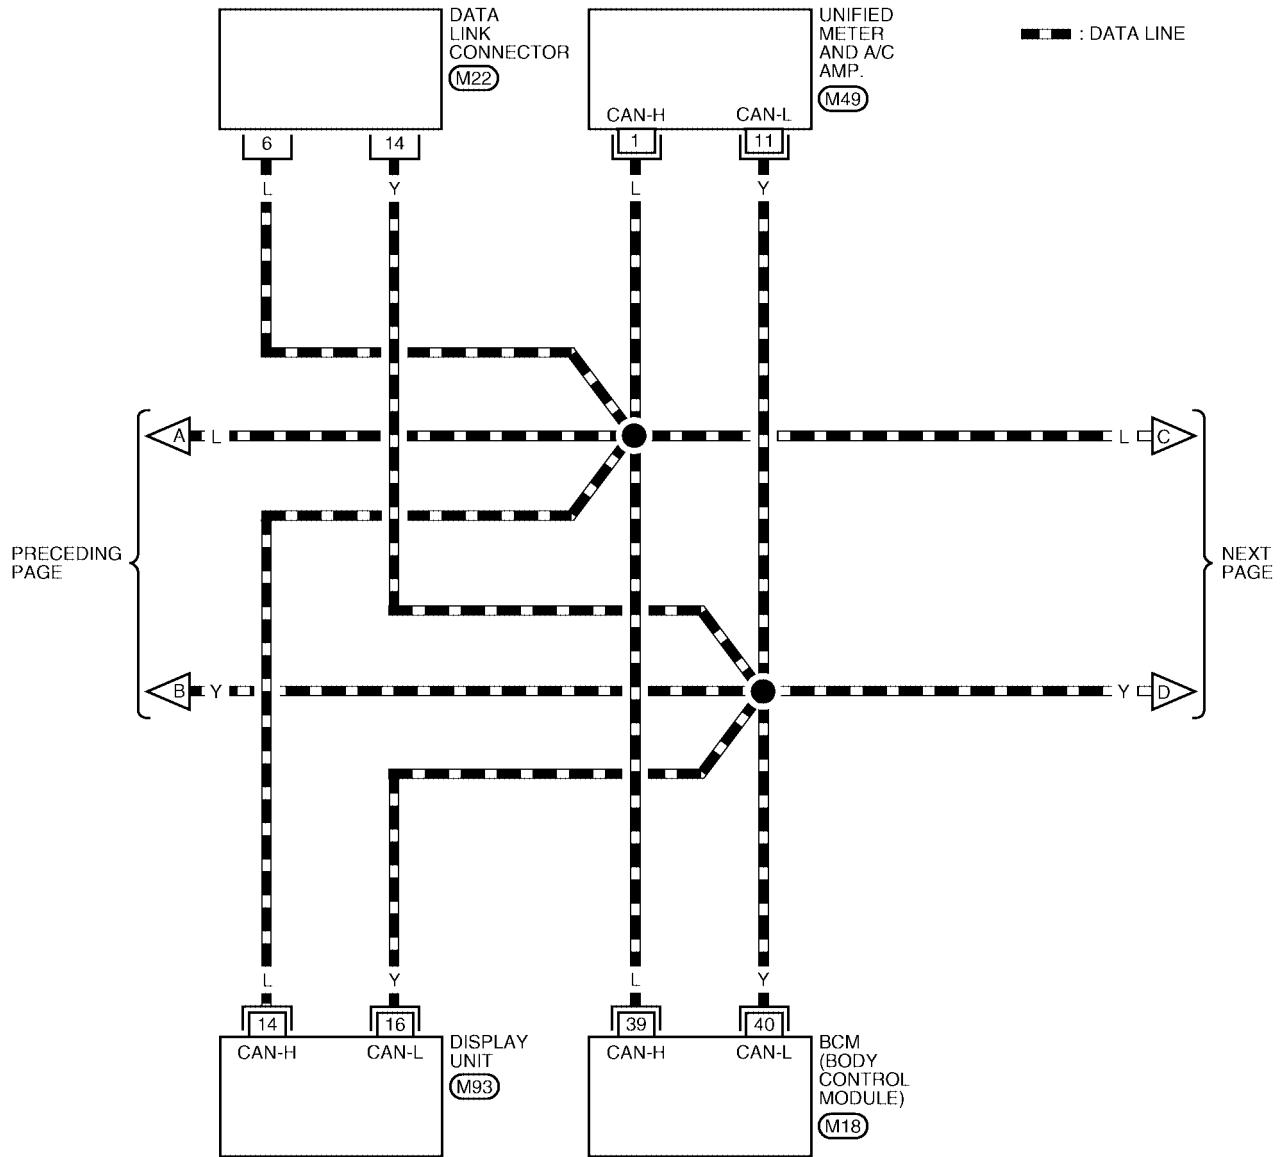 DATA
LINK
CONNECTOR
M22
UNIFIED
METER
AND A/C
AMP.
M49
: DATA LINE
CAN-H CAN-L
6 14 1 11
L Y L Y
A L L C
PRECEDING
PAGE
NEXT
PAGE
B Y Y D
L Y L Y
14 16 39 40
CAN-H CAN-L
DISPLAY
UNIT
M93
CAN-H CAN-L
BCM
(BODY
CONTROL
MODULE)
M18